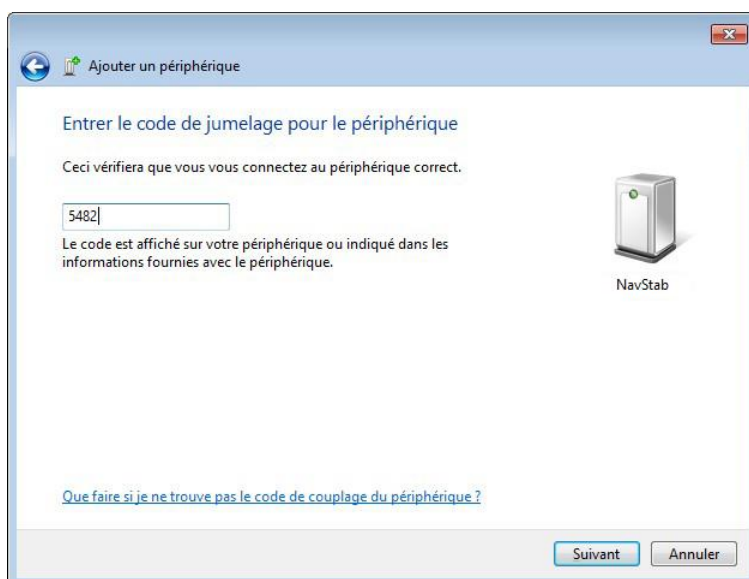 Ajouter un périphérique
Entrer le code de jumelage pour le périphérique
Ceci vérifiera que vous vous connectez au périphérique correct.
5482
Le code est affiché sur votre périphérique ou indiqué dans les
informations fournies avec le périphérique.
NavStab
Que faire si je ne trouve pas le code de couplage du périphérique ?
Suivant
Annuler